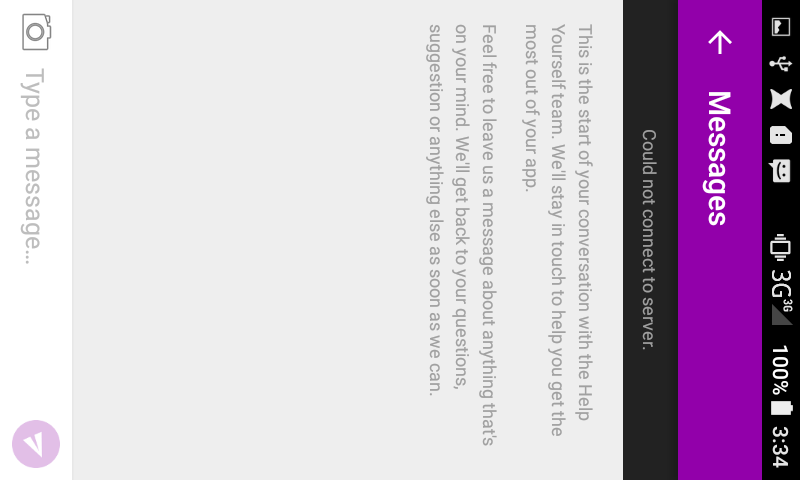 3G 3G 100% 3:34
Messages
Could not connect to server.
This is the start of your conversation with the Help
Yourself team. We'll stay in touch to help you get the
most out of your app.
Feel free to leave us a message about anything that's
on your mind. We'll get back to your questions,
suggestion or anything else as soon as we can.
Type a message...